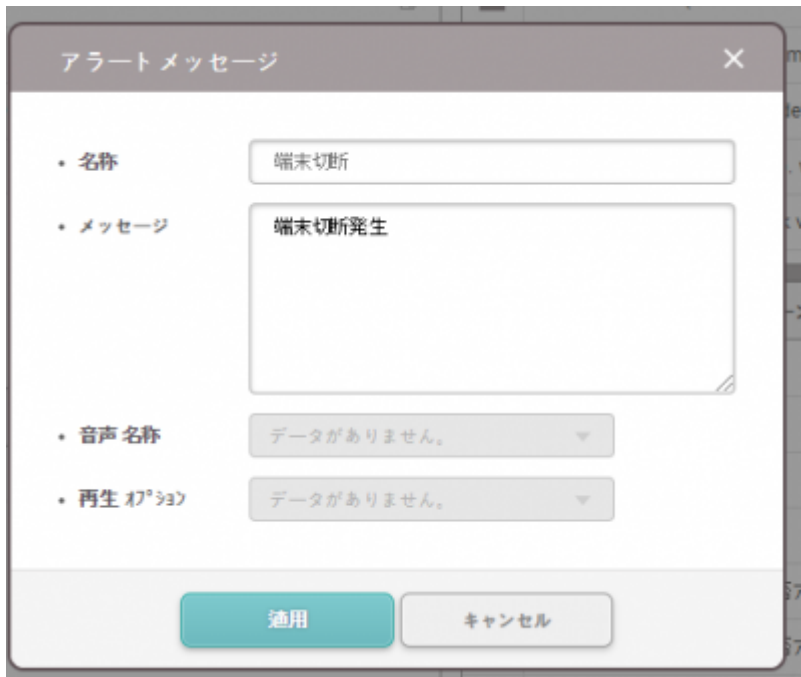 アラート メッセージ
• 名称
端末切断
• メッセージ
端末切断発生
• 音声 名称
データがありません。
• 再生 ｵﾌﾟｼｮﾝ
データがありません。
適用
キャンセル